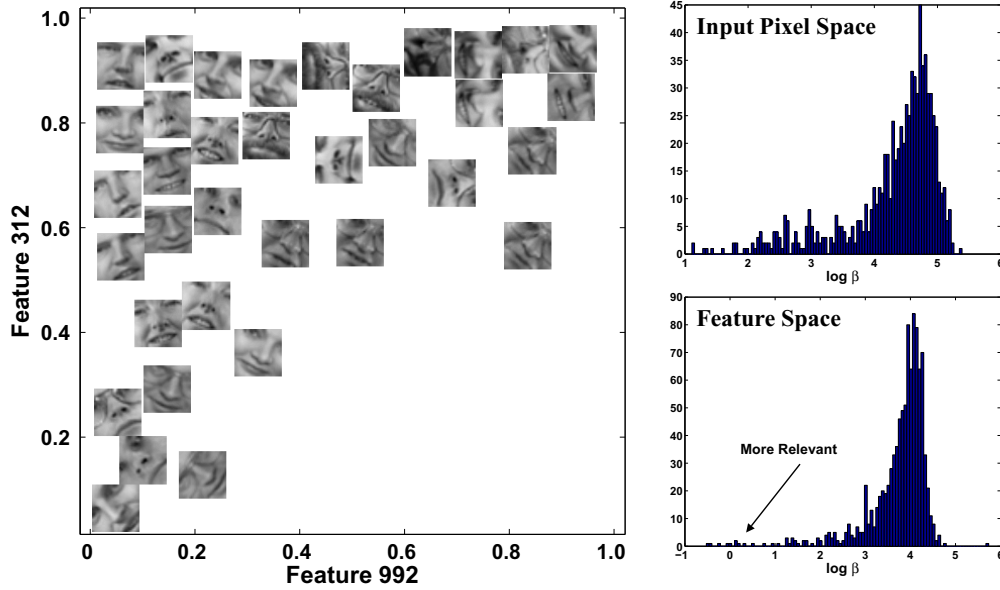 1.0
0.8
0.6
0.4
0.2
Feature 312
0 0.2 0.4 0.6 0.8 1.0
Feature 992
Input Pixel Space
45
40
35
30
25
20
15
10
5
0
1 2 3 4 5 6
log β
Feature Space
90
80
70
60
50
40
30
20
10
0
More Relevant
−1 0 1 2 3 4 5 6
log β